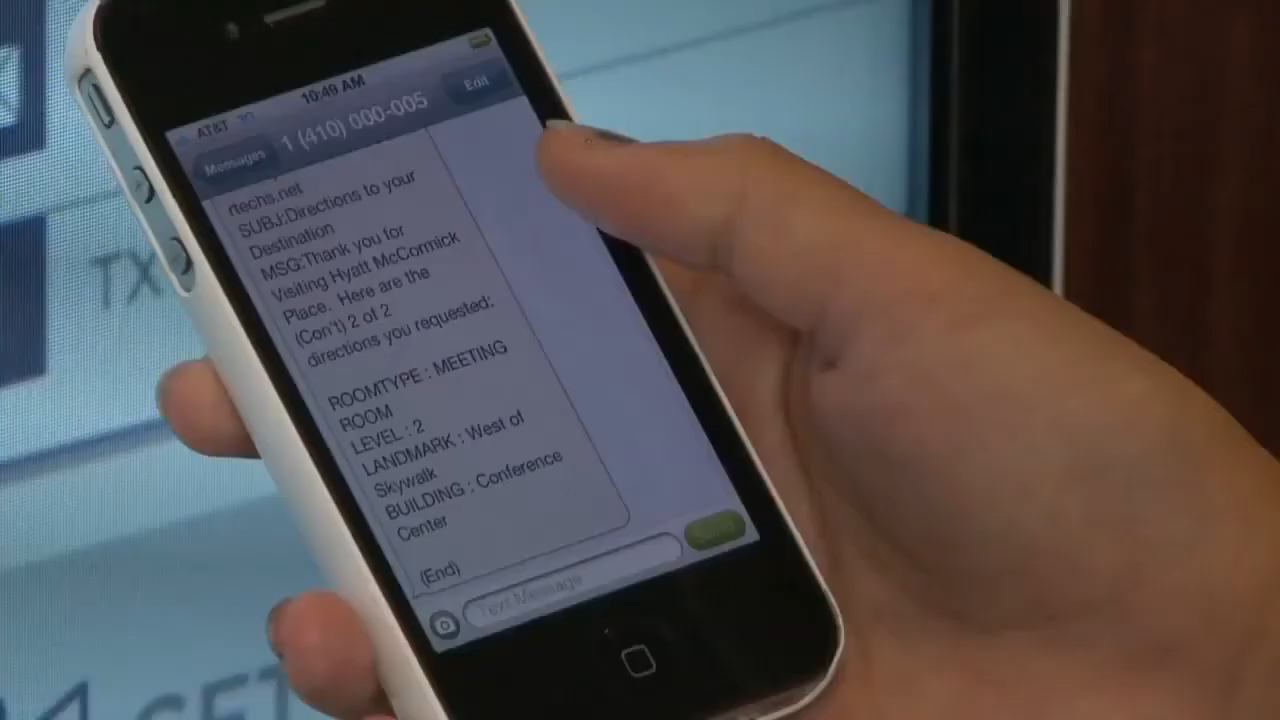 10:49 AM
AT&T 3G
Messages
1 (410) 000-005
Edit
rtechs.net
SUBJ:Directions to your
Destination
MSG:Thank you for
Visiting Hyatt McCormick
Place. Here are the
(Con't) 2 of 2
directions you requested:
ROOMTYPE : MEETING
ROOM
LEVEL : 2
LANDMARK : West of
Skywalk
BUILDING : Conference
Center
(End)
Text Message
Send
TX